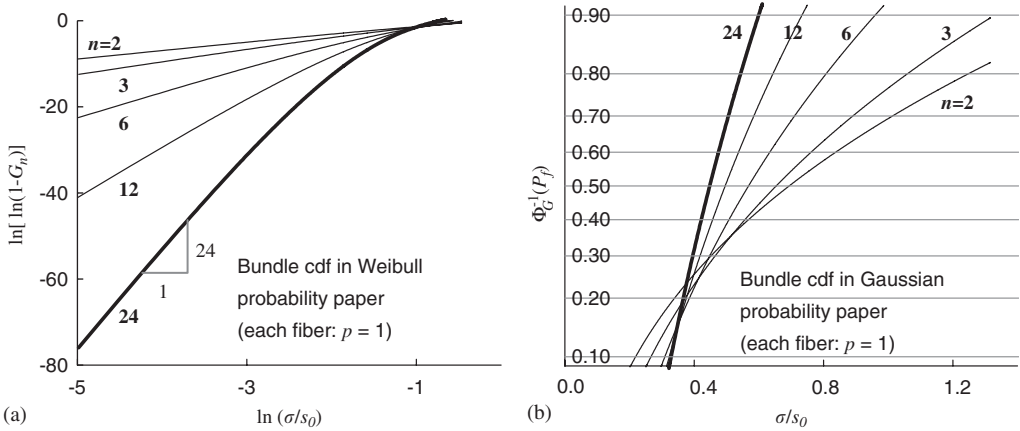 0
-20
-40
-60
-80
-5
-3
-1
ln[ ln(1-Gn)]
ln (σ/s0)
n=2
3
6
12
24
24
1
Bundle cdf in Weibull
probability paper
(each fiber: p = 1)
(a)
0.90
0.80
0.70
0.60
0.50
0.40
0.30
0.20
0.10
0.0
0.4
0.8
1.2
Φ_G^-1(Pf)
σ/s0
24
12
6
3
n=2
Bundle cdf in Gaussian
probability paper
(each fiber: p = 1)
(b)